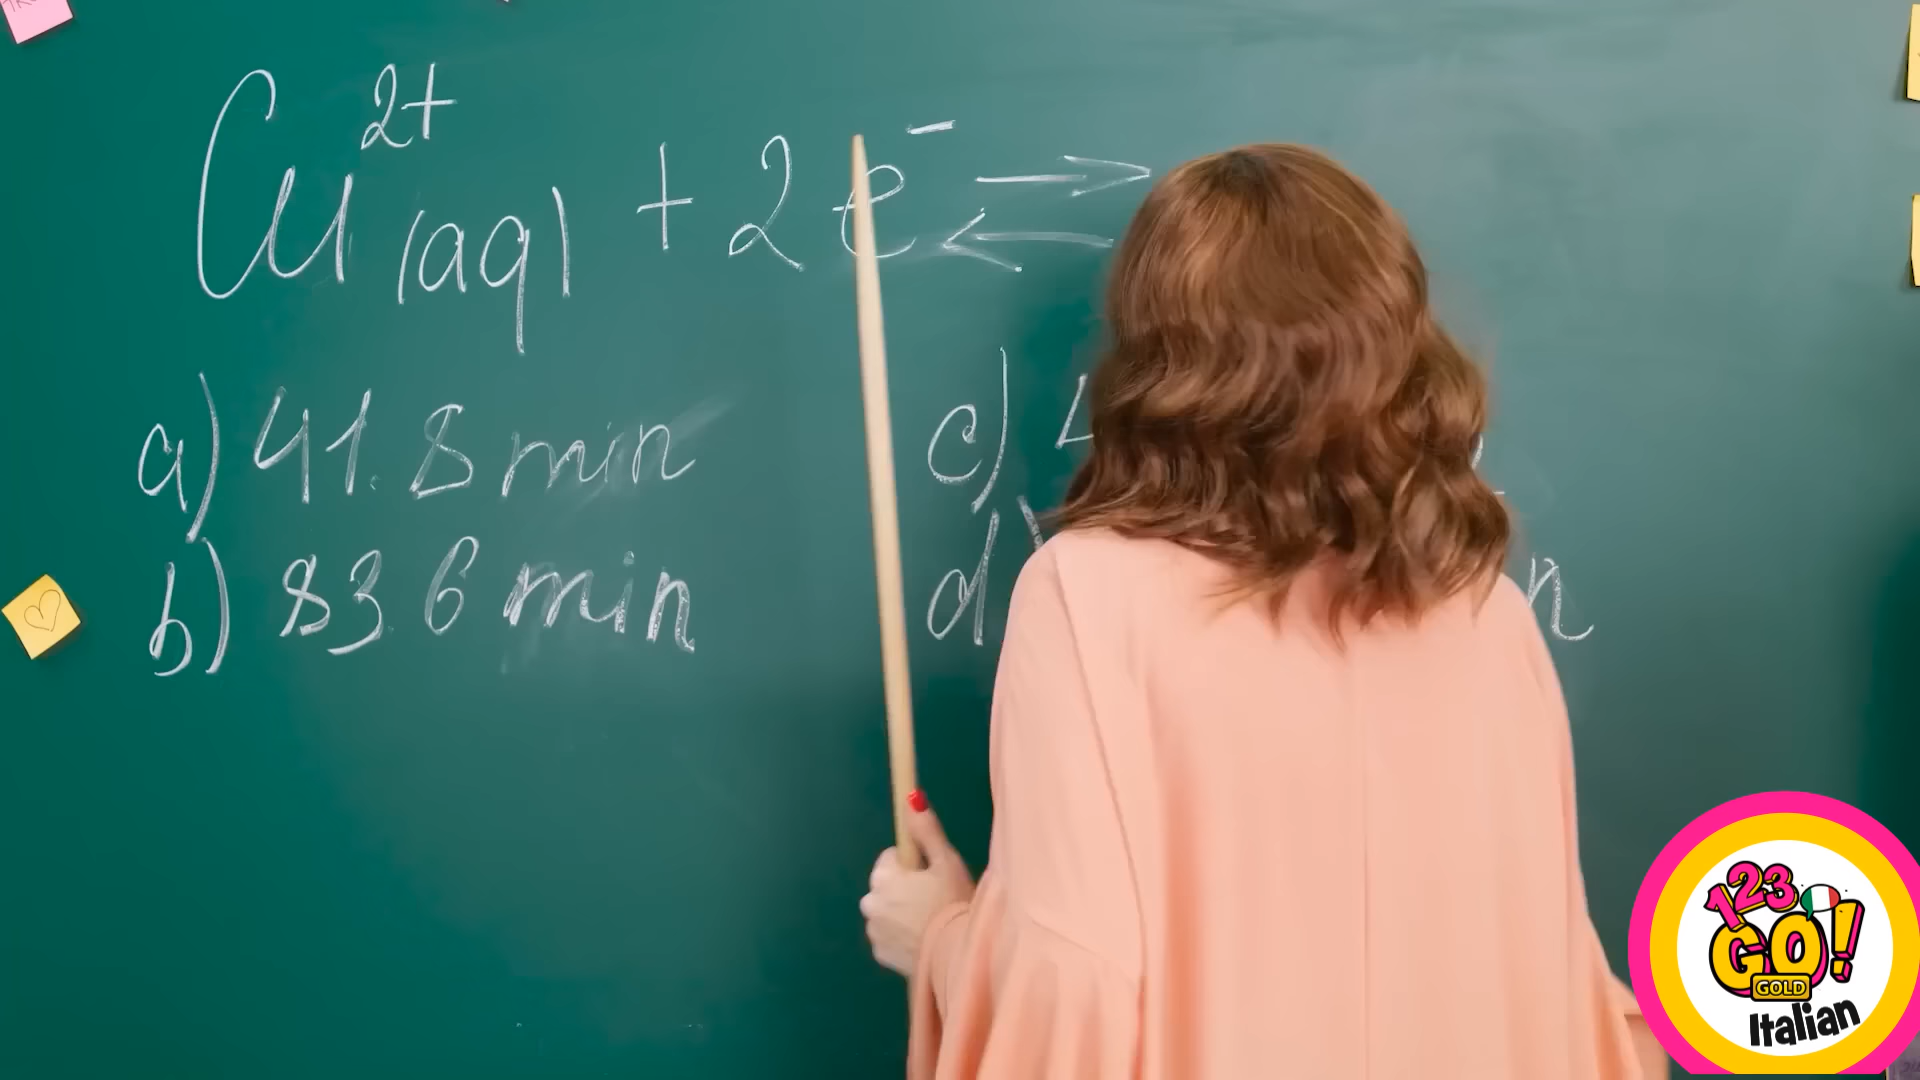 Cu²⁺(aq) + 2e⁻ ⇌
a) 41.8 min
b) 83.6 min
c)
d)
n
123
GO!
GOLD
Italian